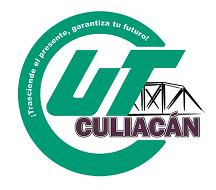 ¡Trasciende el presente, garantiza tu futuro!
UT
CULIACÁN